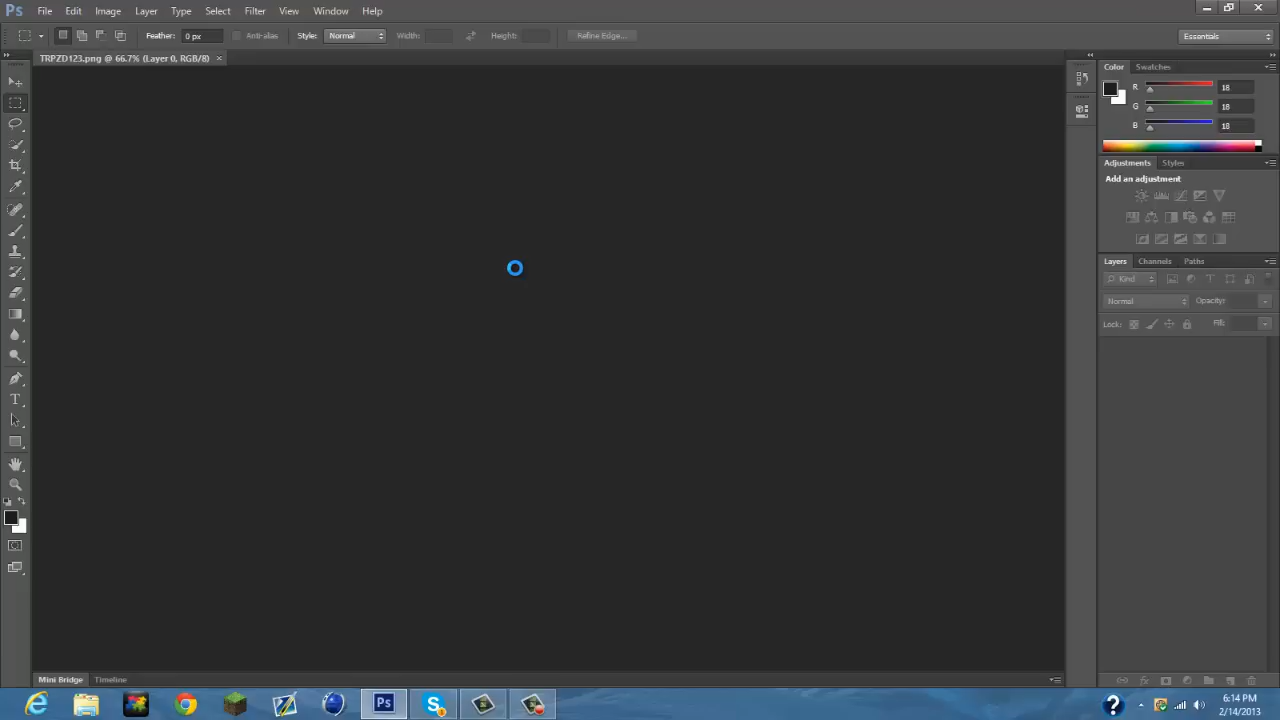 Ps File Edit Image Layer Type Select Filter View Window Help
Feather: 0 px Anti-alias Style: Normal Width: Height: Refine Edge... Essentials
TRPZD123.png @ 66.7% (Layer 0, RGB/8) ×
Color Swatches
R 18
G 18
B 18
Adjustments Styles
Add an adjustment
Layers Channels Paths
Kind
Normal Opacity:
Lock: Fill:
T
Mini Bridge Timeline
Ps
6:14 PM
2/14/2013